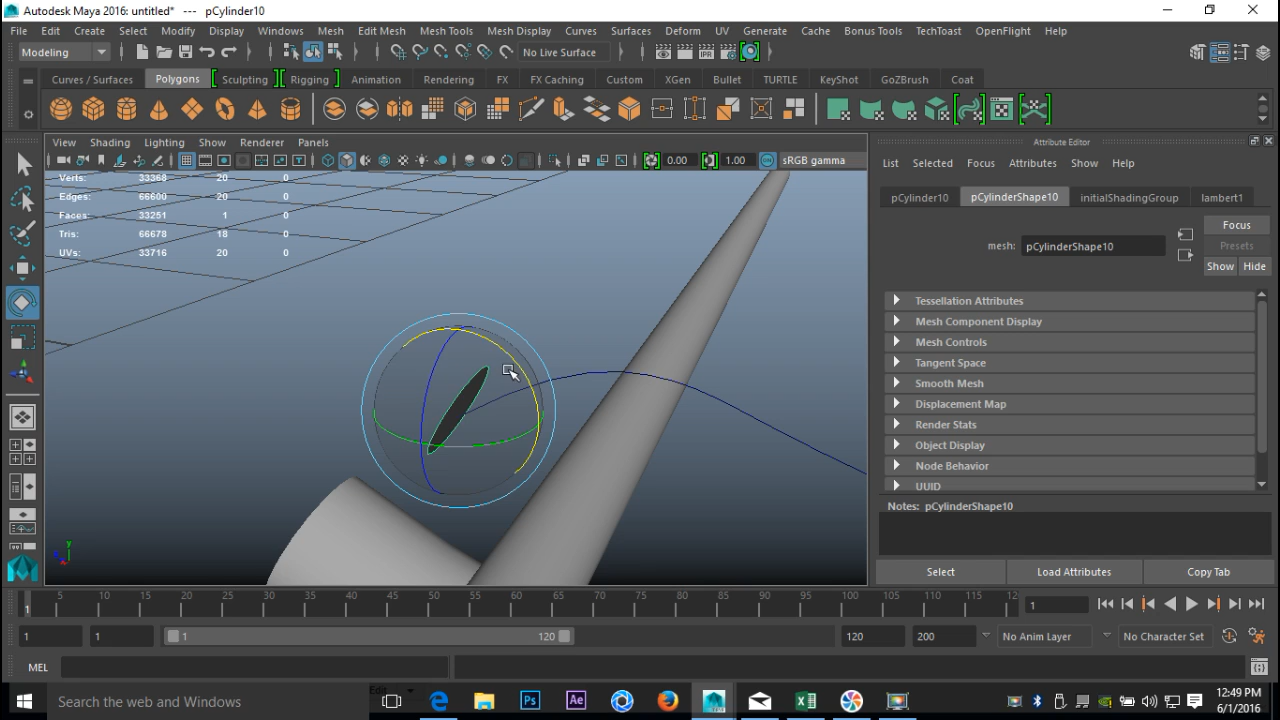 Autodesk Maya 2016: untitled* --- pCylinder10
File Edit Create Select Modify Display Windows Mesh Edit Mesh Mesh Tools Mesh Display Curves Surfaces Deform UV Generate Cache Bonus Tools TechToast OpenFlight Help
Modeling No Live Surface
Curves / Surfaces Polygons Sculpting Rigging Animation Rendering FX FX Caching Custom XGen Bullet TURTLE KeyShot GoZBrush Coat
View Shading Lighting Show Renderer Panels
0.00 1.00 sRGB gamma
Verts: 33368 20 0
Edges: 66600 20 0
Faces: 33251 1 0
Tris: 66678 18 0
UVs: 33716 20 0
Attribute Editor
List Selected Focus Attributes Show Help
pCylinder10 pCylinderShape10 initialShadingGroup lambert1
Focus
mesh: pCylinderShape10
Presets
Show Hide
Tessellation Attributes
Mesh Component Display
Mesh Controls
Tangent Space
Smooth Mesh
Displacement Map
Render Stats
Object Display
Node Behavior
UUID
Notes: pCylinderShape10
Select Load Attributes Copy Tab
y
5 10 15 20 25 30 35 40 45 50 55 60 65 70 75 80 85 90 95 100 105 110 115 12
1 1
1 1 1 120 120 200 No Anim Layer No Character Set
MEL
Edit
Search the web and Windows
Ps Ae
12:49 PM
6/1/2016